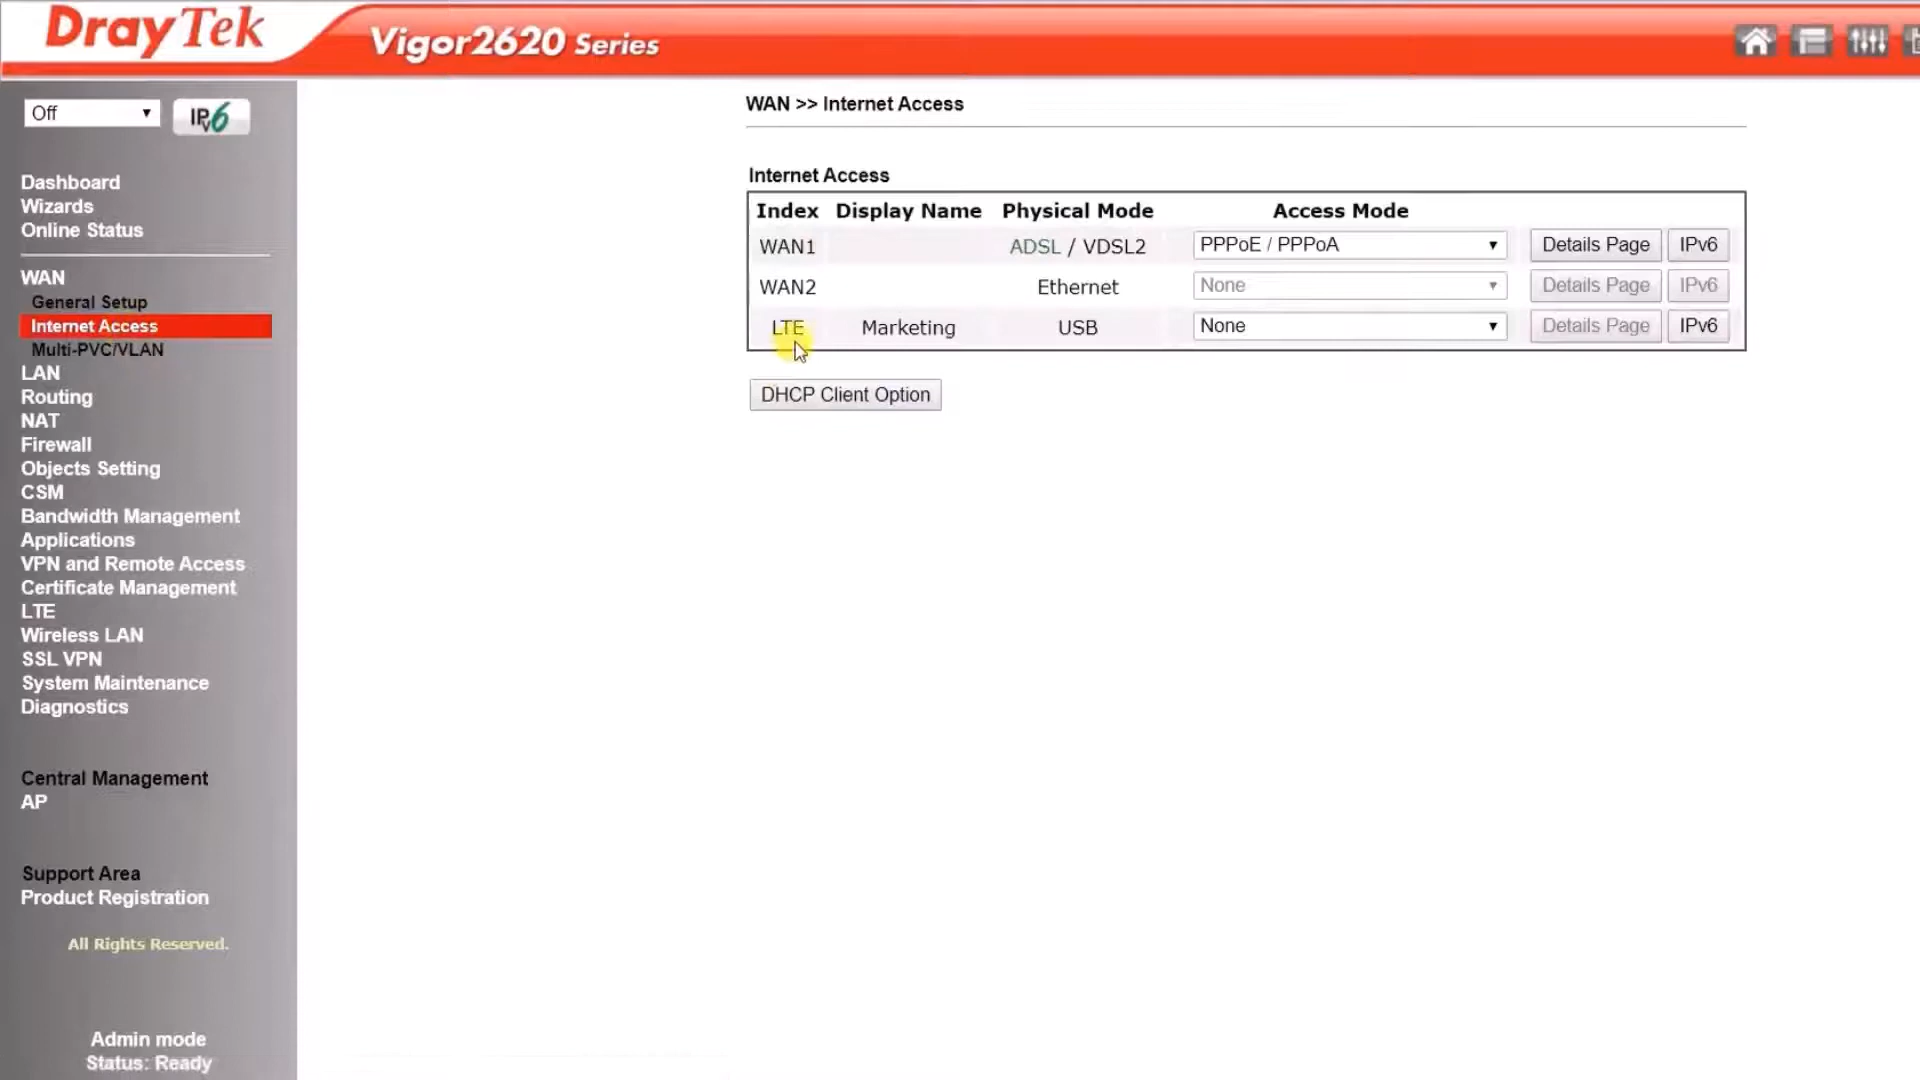 DrayTek
Vigor2620 Series
Off
IPv6
Dashboard
Wizards
Online Status
WAN
General Setup
Internet Access
Multi-PVC/VLAN
LAN
Routing
NAT
Firewall
Objects Setting
CSM
Bandwidth Management
Applications
VPN and Remote Access
Certificate Management
LTE
Wireless LAN
SSL VPN
System Maintenance
Diagnostics
Central Management
AP
Support Area
Product Registration
All Rights Reserved.
Admin mode
Status: Ready
WAN >> Internet Access
Internet Access
Index Display Name Physical Mode Access Mode
WAN1 ADSL / VDSL2 PPPoE / PPPoA Details Page IPv6
WAN2 Ethernet None Details Page IPv6
LTE Marketing USB None Details Page IPv6
DHCP Client Option